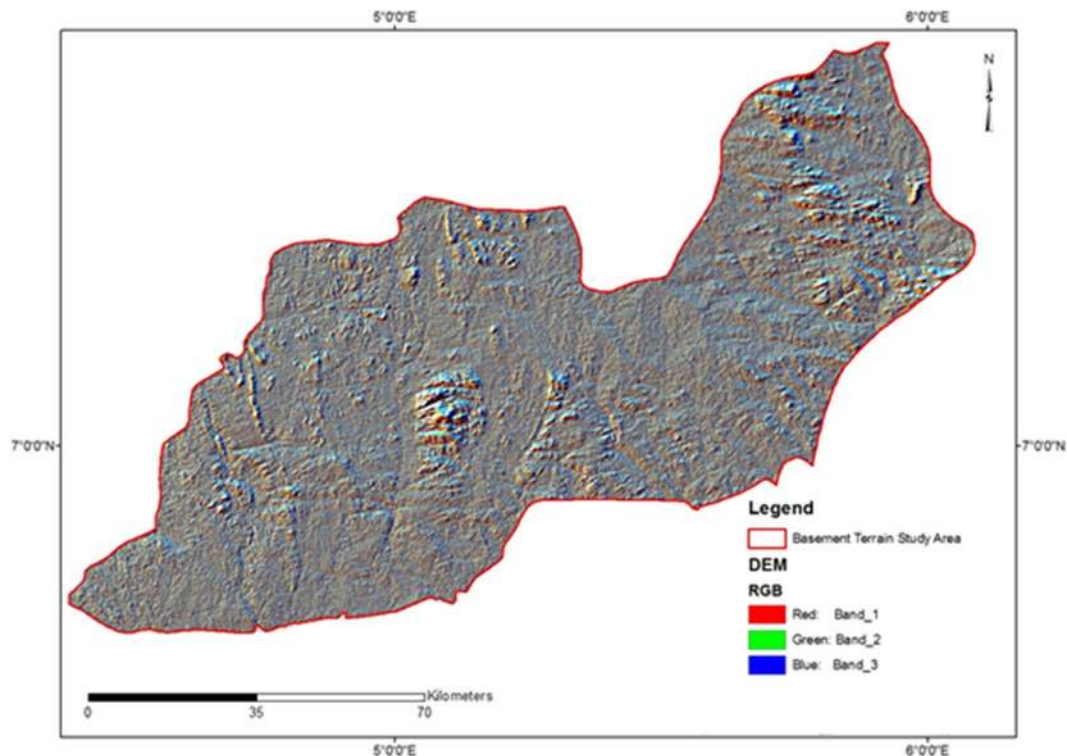 5°0'0"E 6°0'0"E
N
7°0'0"N 7°0'0"N
Legend
Basement Terrain Study Area
DEM
RGB
Red: Band_1
Green: Band_2
Blue: Band_3
Kilometers
0 35 70
5°0'0"E 6°0'0"E